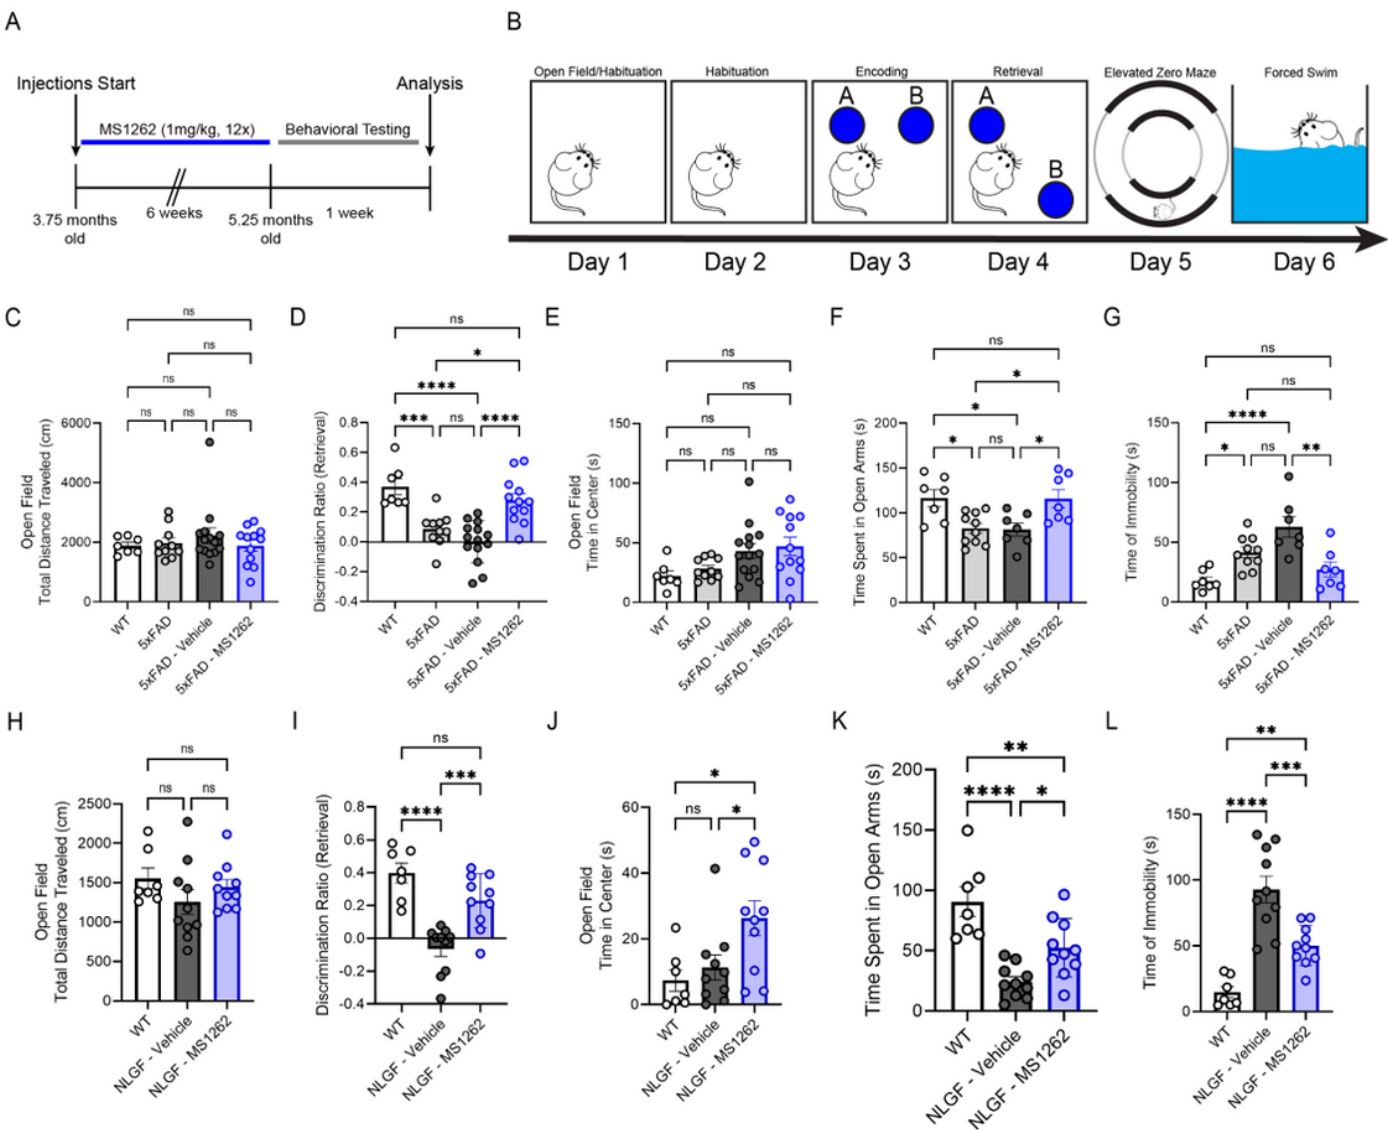 A
Injections Start
Analysis
MS1262 (1mg/kg, 12x)
Behavioral Testing
3.75 months
old
6 weeks
5.25 months
old
1 week
B
Open Field/Habituation
Habituation
Encoding
Retrieval
Elevated Zero Maze
Forced Swim
A
B
A
B
Day 1
Day 2
Day 3
Day 4
Day 5
Day 6
C
ns
ns
ns
ns
ns
ns
Open Field
Total Distance Traveled (cm)
6000
4000
2000
0
WT
5xFAD
5xFAD - Vehicle
5xFAD - MS1262
D
ns
*
****
***
ns
****
Discrimination Ratio (Retrieval)
0.8
0.6
0.4
0.2
0.0
-0.2
-0.4
WT
5xFAD
5xFAD - Vehicle
5xFAD - MS1262
E
ns
ns
ns
ns
ns
ns
Open Field
Time in Center (s)
150
100
50
0
WT
5xFAD
5xFAD - Vehicle
5xFAD - MS1262
F
ns
*
*
*
ns
*
Time Spent in Open Arms (s)
200
150
100
50
0
WT
5xFAD
5xFAD - Vehicle
5xFAD - MS1262
G
ns
ns
****
*
ns
**
Time of Immobility (s)
150
100
50
0
WT
5xFAD
5xFAD - Vehicle
5xFAD - MS1262
H
ns
ns
ns
Open Field
Total Distance Traveled (cm)
2500
2000
1500
1000
500
0
WT
NLGF - Vehicle
NLGF - MS1262
I
ns
***
****
Discrimination Ratio (Retrieval)
0.8
0.6
0.4
0.2
0.0
-0.2
-0.4
WT
NLGF - Vehicle
NLGF - MS1262
J
*
ns
*
Open Field
Time in Center (s)
60
40
20
0
WT
NLGF - Vehicle
NLGF - MS1262
K
**
****
*
Time Spent in Open Arms (s)
200
150
100
50
0
WT
NLGF - Vehicle
NLGF - MS1262
L
**
***
****
Time of Immobility (s)
150
100
50
0
WT
NLGF - Vehicle
NLGF - MS1262